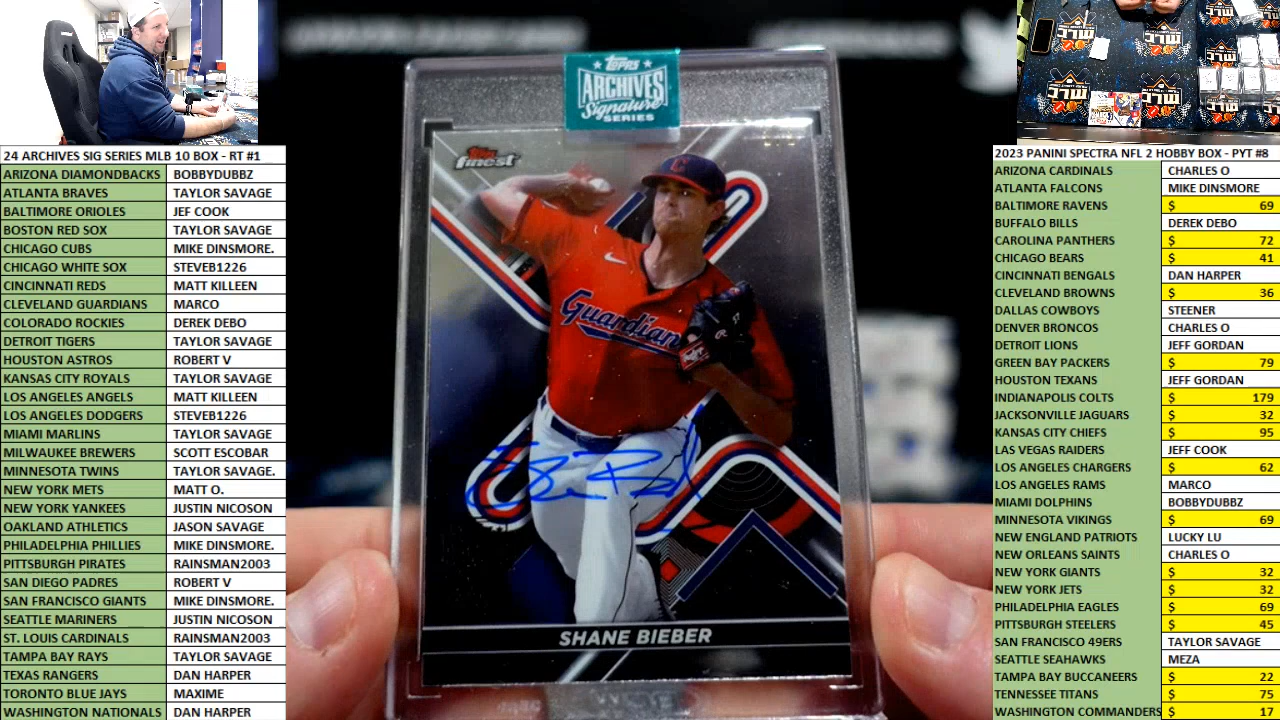 24 ARCHIVES SIG SERIES MLB 10 BOX - RT #1
ARIZONA DIAMONDBACKS BOBBYDUBBZ
ATLANTA BRAVES TAYLOR SAVAGE
BALTIMORE ORIOLES JEF COOK
BOSTON RED SOX TAYLOR SAVAGE
CHICAGO CUBS MIKE DINSMORE.
CHICAGO WHITE SOX STEVEB1226
CINCINNATI REDS MATT KILLEEN
CLEVELAND GUARDIANS MARCO
COLORADO ROCKIES DEREK DEBO
DETROIT TIGERS TAYLOR SAVAGE
HOUSTON ASTROS ROBERT V
KANSAS CITY ROYALS TAYLOR SAVAGE
LOS ANGELES ANGELS MATT KILLEEN
LOS ANGELES DODGERS STEVEB1226
MIAMI MARLINS TAYLOR SAVAGE
MILWAUKEE BREWERS SCOTT ESCOBAR
MINNESOTA TWINS TAYLOR SAVAGE.
NEW YORK METS MATT O.
NEW YORK YANKEES JUSTIN NICOSON
OAKLAND ATHLETICS JASON SAVAGE
PHILADELPHIA PHILLIES MIKE DINSMORE.
PITTSBURGH PIRATES RAINSMAN2003
SAN DIEGO PADRES ROBERT V
SAN FRANCISCO GIANTS MIKE DINSMORE.
SEATTLE MARINERS JUSTIN NICOSON
ST. LOUIS CARDINALS RAINSMAN2003
TAMPA BAY RAYS TAYLOR SAVAGE
TEXAS RANGERS DAN HARPER
TORONTO BLUE JAYS MAXIME
WASHINGTON NATIONALS DAN HARPER
TOPPS
ARCHIVES
Signature
SERIES
Topps
finest
C
Guardians
SHANE BIEBER
2023 PANINI SPECTRA NFL 2 HOBBY BOX - PYT #8
ARIZONA CARDINALS CHARLES O
ATLANTA FALCONS MIKE DINSMORE
BALTIMORE RAVENS $ 69
BUFFALO BILLS DEREK DEBO
CAROLINA PANTHERS $ 72
CHICAGO BEARS $ 41
CINCINNATI BENGALS DAN HARPER
CLEVELAND BROWNS $ 36
DALLAS COWBOYS STEENER
DENVER BRONCOS CHARLES O
DETROIT LIONS JEFF GORDAN
GREEN BAY PACKERS $ 79
HOUSTON TEXANS JEFF GORDAN
INDIANAPOLIS COLTS $ 179
JACKSONVILLE JAGUARS $ 32
KANSAS CITY CHIEFS $ 95
LAS VEGAS RAIDERS JEFF COOK
LOS ANGELES CHARGERS $ 62
LOS ANGELES RAMS MARCO
MIAMI DOLPHINS BOBBYDUBBZ
MINNESOTA VIKINGS $ 69
NEW ENGLAND PATRIOTS LUCKY LU
NEW ORLEANS SAINTS CHARLES O
NEW YORK GIANTS $ 32
NEW YORK JETS $ 32
PHILADELPHIA EAGLES $ 69
PITTSBURGH STEELERS $ 45
SAN FRANCISCO 49ERS TAYLOR SAVAGE
SEATTLE SEAHAWKS MEZA
TAMPA BAY BUCCANEERS $ 22
TENNESSEE TITANS $ 75
WASHINGTON COMMANDERS $ 17